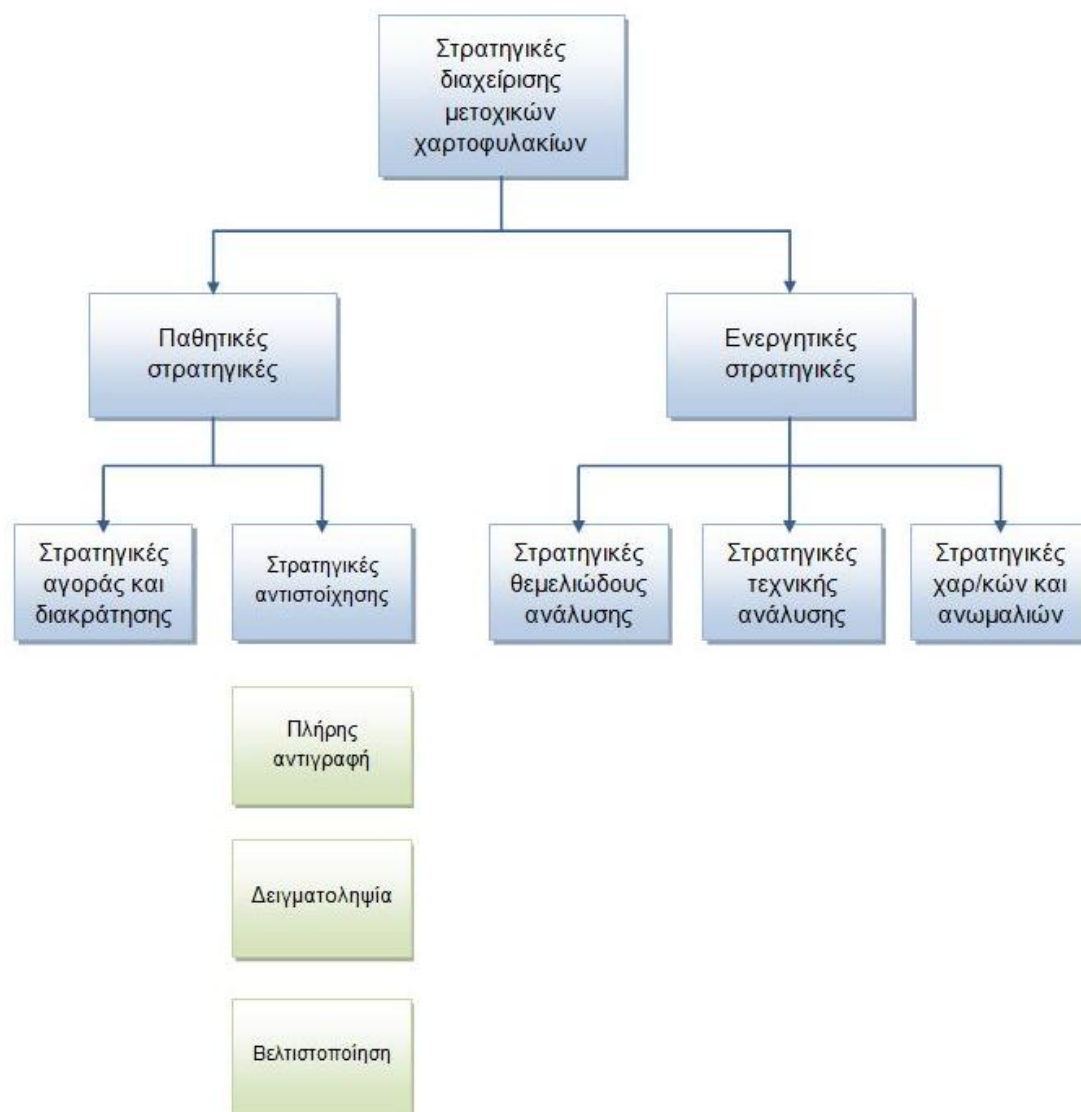 Στρατηγικές
διαχείρισης
μετοχικών
χαρτοφυλακίων
Παθητικές
στρατηγικές
Ενεργητικές
στρατηγικές
Στρατηγικές
αγοράς και
διακράτησης
Στρατηγικές
αντιστοίχησης
Στρατηγικές
θεμελιώδους
ανάλυσης
Στρατηγικές
τεχνικής
ανάλυσης
Στρατηγικές
χαρ/κών και
ανωμαλιών
Πλήρης
αντιγραφή
Δειγματοληψία
Βελτιστοποίηση